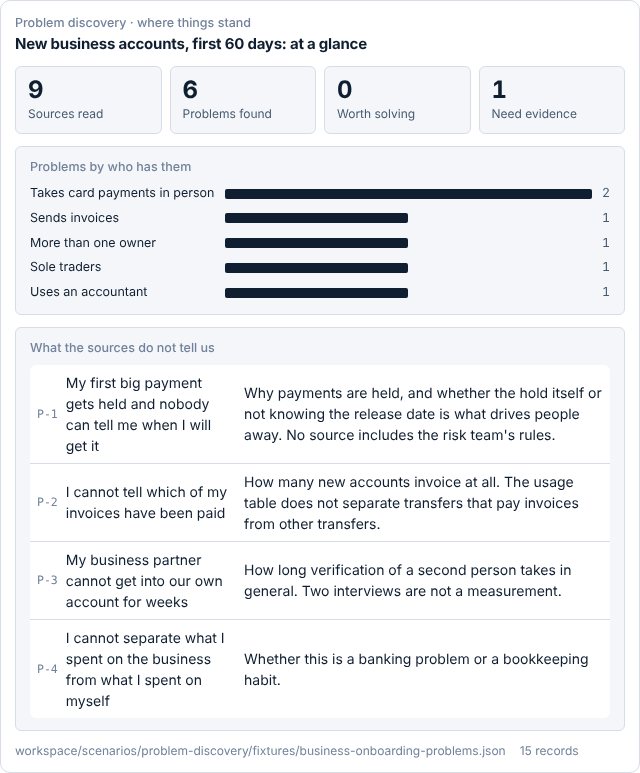 Problem discovery · where things stand
New business accounts, first 60 days: at a glance
9
Sources read
6
Problems found
0
Worth solving
1
Need evidence
Problems by who has them
Takes card payments in person 2
Sends invoices 1
More than one owner 1
Sole traders 1
Uses an accountant 1
What the sources do not tell us
P-1
My first big payment
gets held and nobody
can tell me when I will
get it
Why payments are held, and whether the hold itself or
not knowing the release date is what drives people
away. No source includes the risk team's rules.
P-2
I cannot tell which of my
invoices have been paid
How many new accounts invoice at all. The usage
table does not separate transfers that pay invoices
from other transfers.
P-3
My business partner
cannot get into our own
account for weeks
How long verification of a second person takes in
general. Two interviews are not a measurement.
P-4
I cannot separate what I
spent on the business
from what I spent on
myself
Whether this is a banking problem or a bookkeeping
habit.
workspace/scenarios/problem-discovery/fixtures/business-onboarding-problems.json 15 records